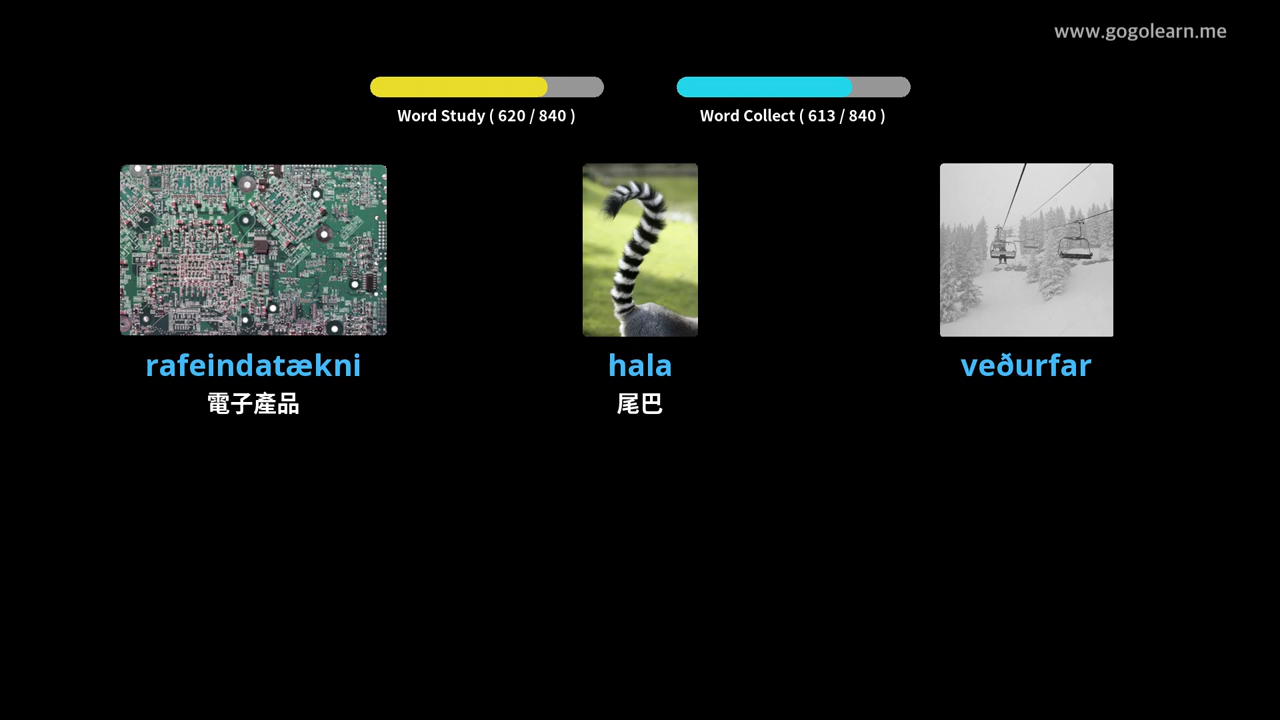 www.gogolearn.me
Word Study ( 620 / 840 )
Word Collect ( 613 / 840 )
rafeindatækni
hala
veðurfar
電子產品
尾巴